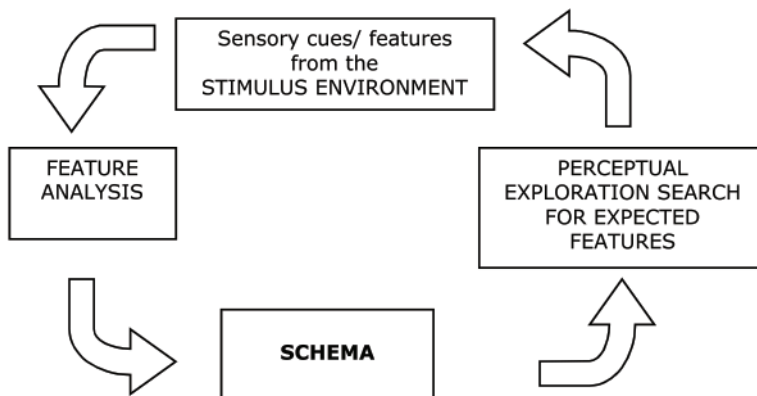 Sensory cues/ features
from the
STIMULUS ENVIRONMENT
FEATURE
ANALYSIS
PERCEPTUAL
EXPLORATION SEARCH
FOR EXPECTED
FEATURES
SCHEMA